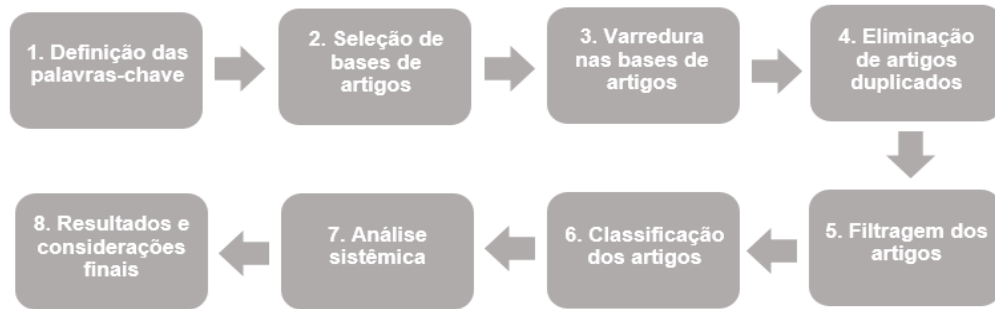 1. Definição das
palavras-chave
2. Seleção de
bases de
artigos
3. Varredura
nas bases de
artigos
4. Eliminação
de artigos
duplicados
5. Filtragem dos
artigos
6. Classificação
dos artigos
7. Análise
sistêmica
8. Resultados e
considerações
finais